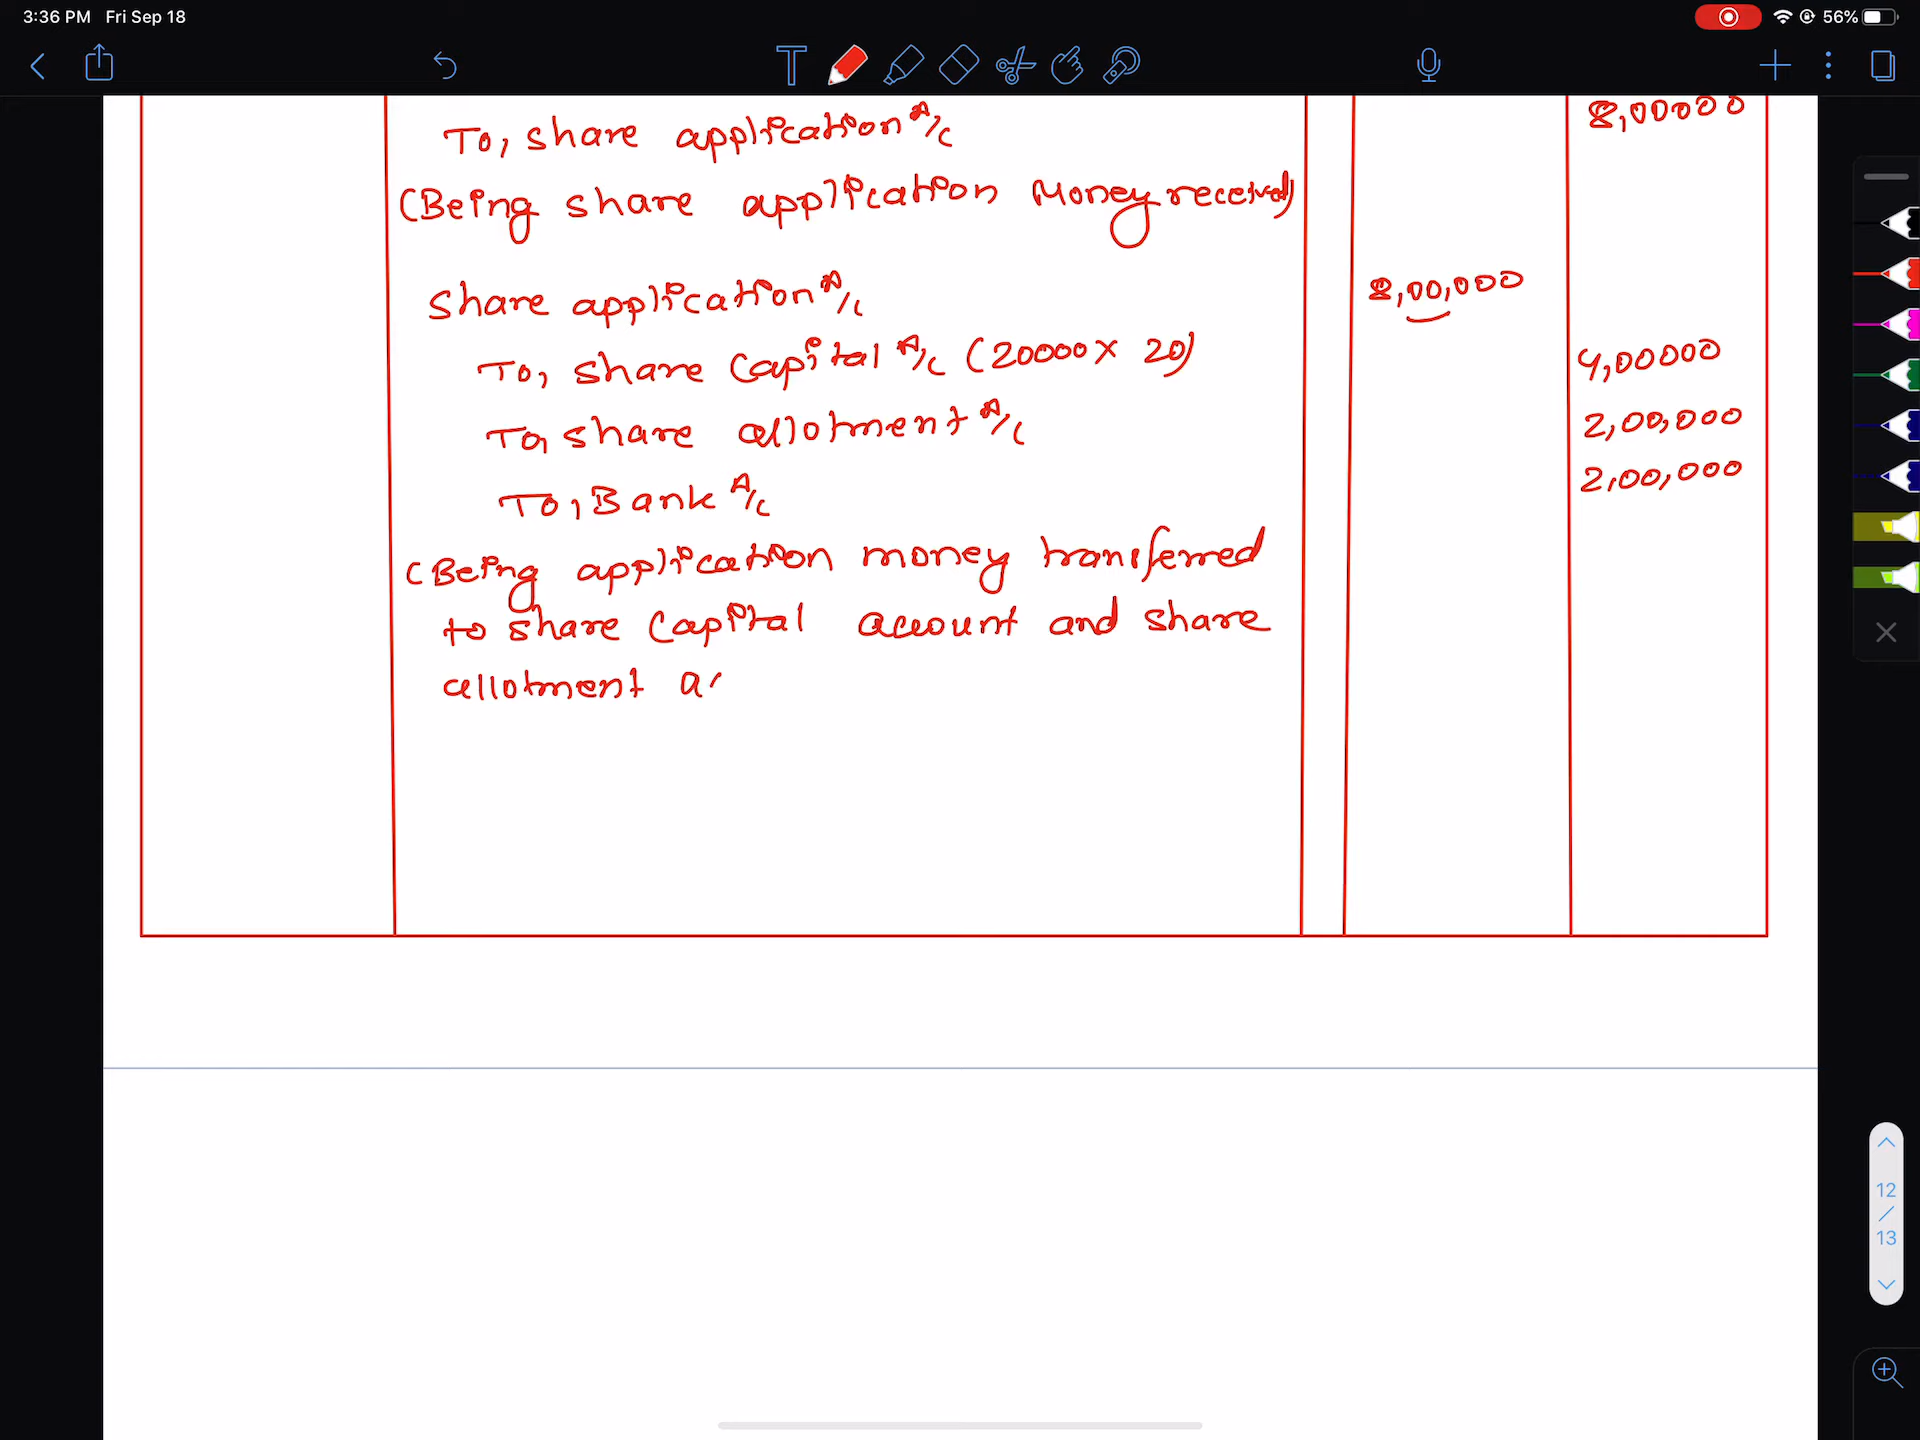 3:36 PM Fri Sep 18
56%
To, share application A/c 8,00000
(Being share application Money received)
Share application A/c 8,00,000
To, share capital A/c (20000 X 20) 4,00000
To, share allotment A/c 2,00,000
To, Bank A/c 2,00,000
(Being application money transferred
to share capital account and share
allotment a
12
/
13